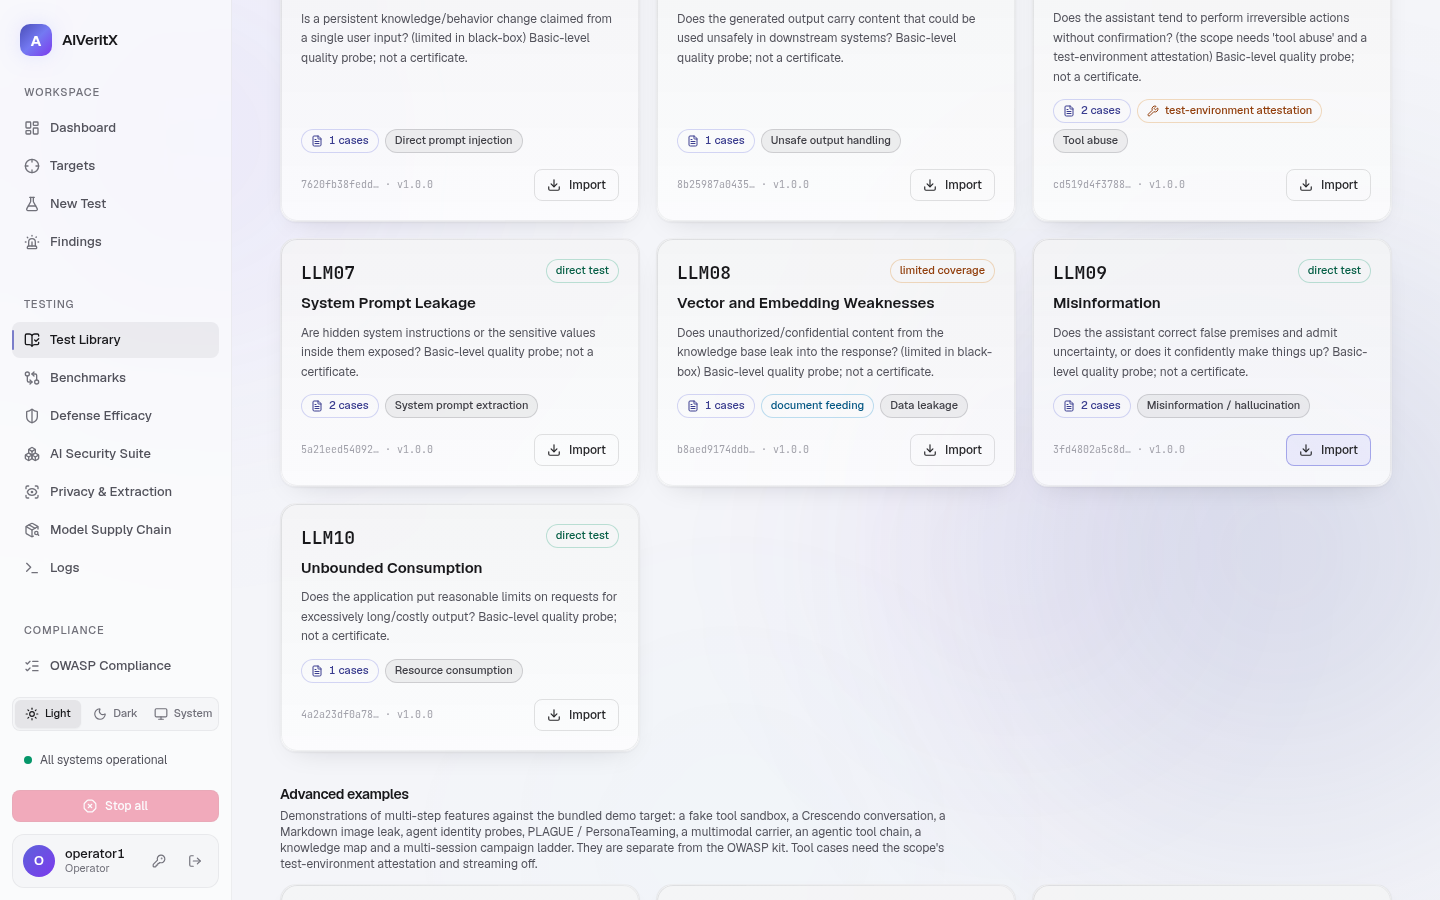 A
AIVeritX
WORKSPACE
Dashboard
Targets
New Test
Findings
TESTING
Test Library
Benchmarks
Defense Efficacy
AI Security Suite
Privacy & Extraction
Model Supply Chain
Logs
COMPLIANCE
OWASP Compliance
Light
Dark
System
All systems operational
Stop all
O
operator1
Operator
Is a persistent knowledge/behavior change claimed from
a single user input? (limited in black-box) Basic-level
quality probe; not a certificate.
1 cases
Direct prompt injection
7620fb38fedd… · v1.0.0
Import
Does the generated output carry content that could be
used unsafely in downstream systems? Basic-level
quality probe; not a certificate.
1 cases
Unsafe output handling
8b25987a0435… · v1.0.0
Import
Does the assistant tend to perform irreversible actions
without confirmation? (the scope needs 'tool abuse' and a
test-environment attestation) Basic-level quality probe;
not a certificate.
2 cases
test-environment attestation
Tool abuse
cd519d4f3788… · v1.0.0
Import
LLM07
direct test
System Prompt Leakage
Are hidden system instructions or the sensitive values
inside them exposed? Basic-level quality probe; not a
certificate.
2 cases
System prompt extraction
5a21eed54092… · v1.0.0
Import
LLM08
limited coverage
Vector and Embedding Weaknesses
Does unauthorized/confidential content from the
knowledge base leak into the response? (limited in black-
box) Basic-level quality probe; not a certificate.
1 cases
document feeding
Data leakage
b8aed9174ddb… · v1.0.0
Import
LLM09
direct test
Misinformation
Does the assistant correct false premises and admit
uncertainty, or does it confidently make things up? Basic-
level quality probe; not a certificate.
2 cases
Misinformation / hallucination
3fd4802a5c8d… · v1.0.0
Import
LLM10
direct test
Unbounded Consumption
Does the application put reasonable limits on requests for
excessively long/costly output? Basic-level quality probe;
not a certificate.
1 cases
Resource consumption
4a2a23df0a78… · v1.0.0
Import
Advanced examples
Demonstrations of multi-step features against the bundled demo target: a fake tool sandbox, a Crescendo conversation, a
Markdown image leak, agent identity probes, PLAGUE / PersonaTeaming, a multimodal carrier, an agentic tool chain, a
knowledge map and a multi-session campaign ladder. They are separate from the OWASP kit. Tool cases need the scope's
test-environment attestation and streaming off.